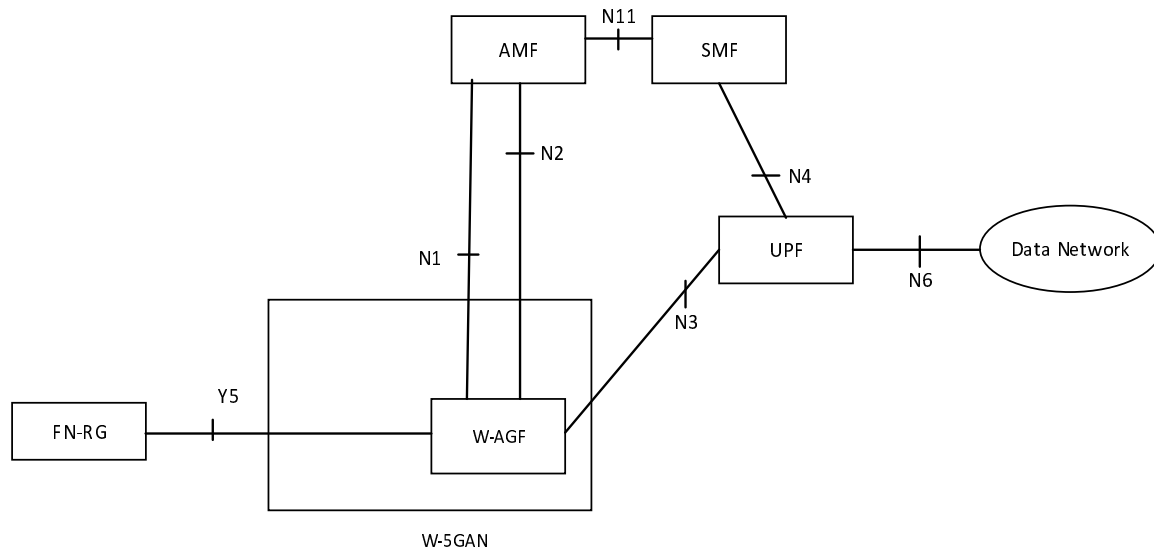 N11
AMF
SMF
N2
N4
N1
UPF
Data Network
N6
N3
Y5
FN-RG
W-AGF
W-5GAN